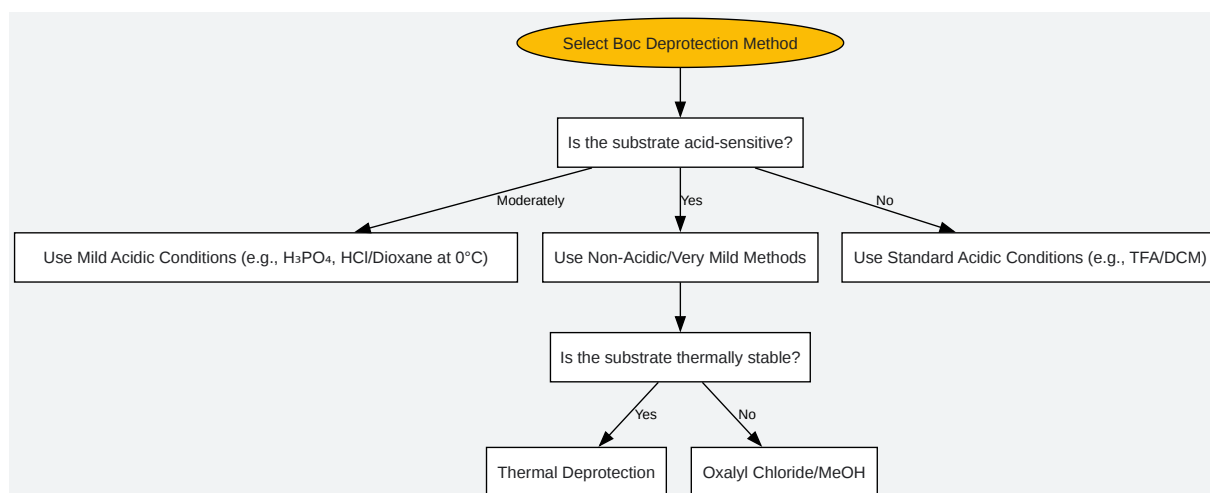 Select Boc Deprotection Method
Is the substrate acid-sensitive?
Moderately
Yes
No
Use Mild Acidic Conditions (e.g., H₃PO₄, HCl/Dioxane at 0°C)
Use Non-Acidic/Very Mild Methods
Use Standard Acidic Conditions (e.g., TFA/DCM)
Is the substrate thermally stable?
Yes
No
Thermal Deprotection
Oxalyl Chloride/MeOH